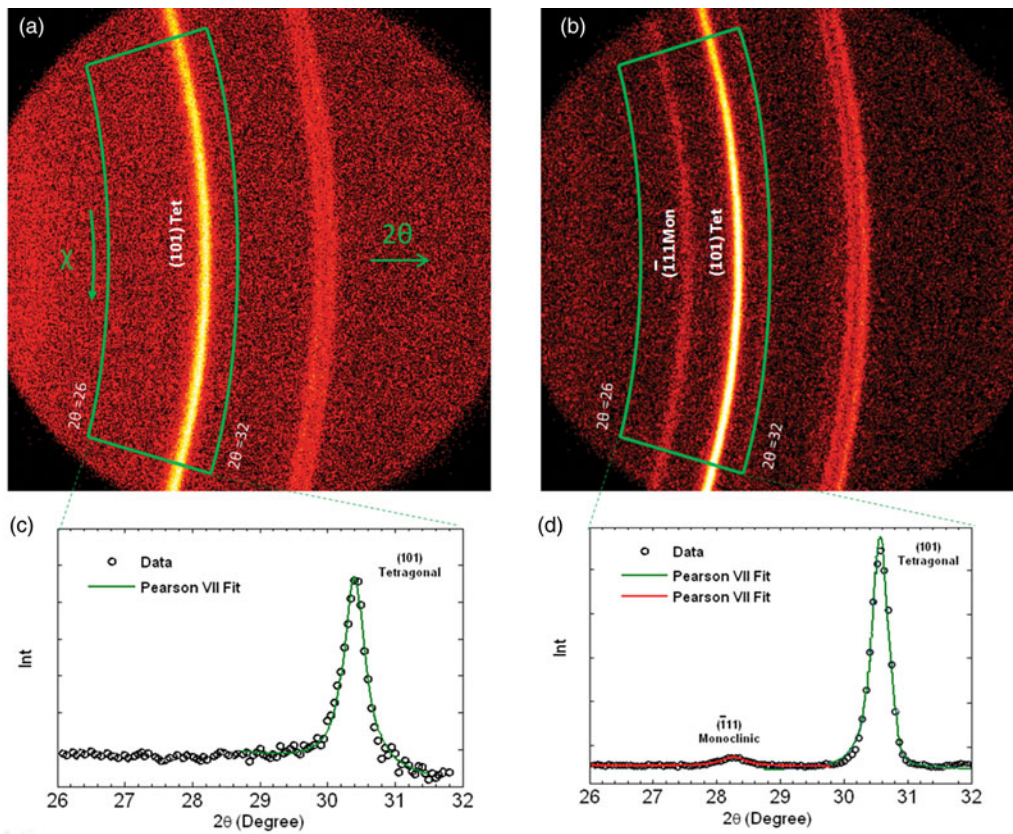 (a)
(101) Tet
χ
2θ
2θ =26
2θ =32
(b)
(1̅11Mon
(101) Tet
2θ =26
2θ =32
(c)
Data
Pearson VII Fit
(101)
Tetragonal
Int
26 27 28 29 30 31 32
2θ (Degree)
(d)
Data
Pearson VII Fit
Pearson VII Fit
(101)
Tetragonal
(1̅11)
Monoclinic
Int
26 27 28 29 30 31 32
2θ (Degree)